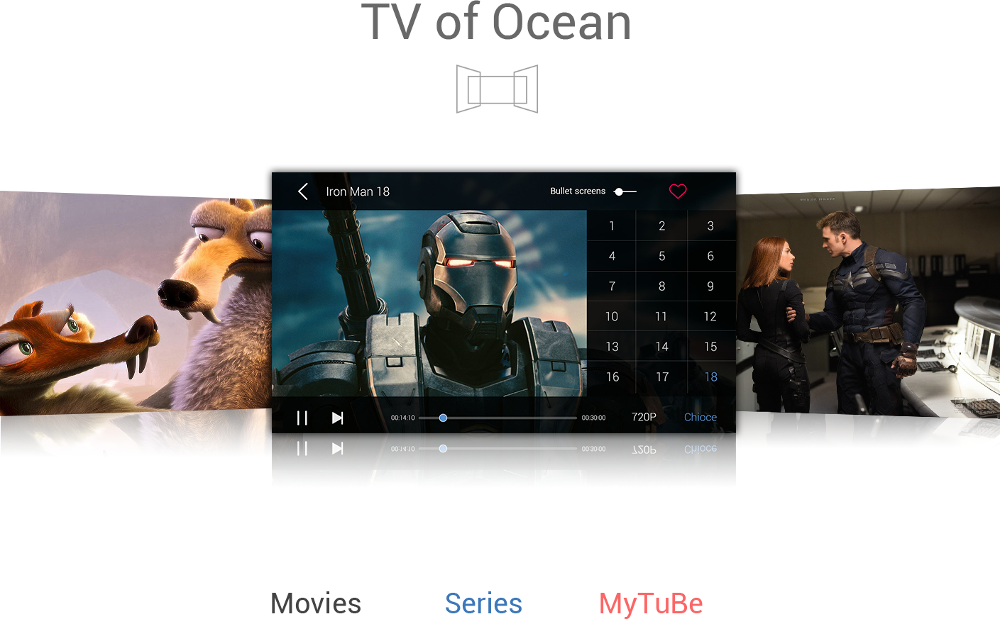 TV of Ocean
Iron Man 18
Bullet screens
1 2 3
4 5 6
7 8 9
10 11 12
13 14 15
16 17 18
00:14:10
00:30:00
720P
Chioce
Movies
Series
MyTuBe